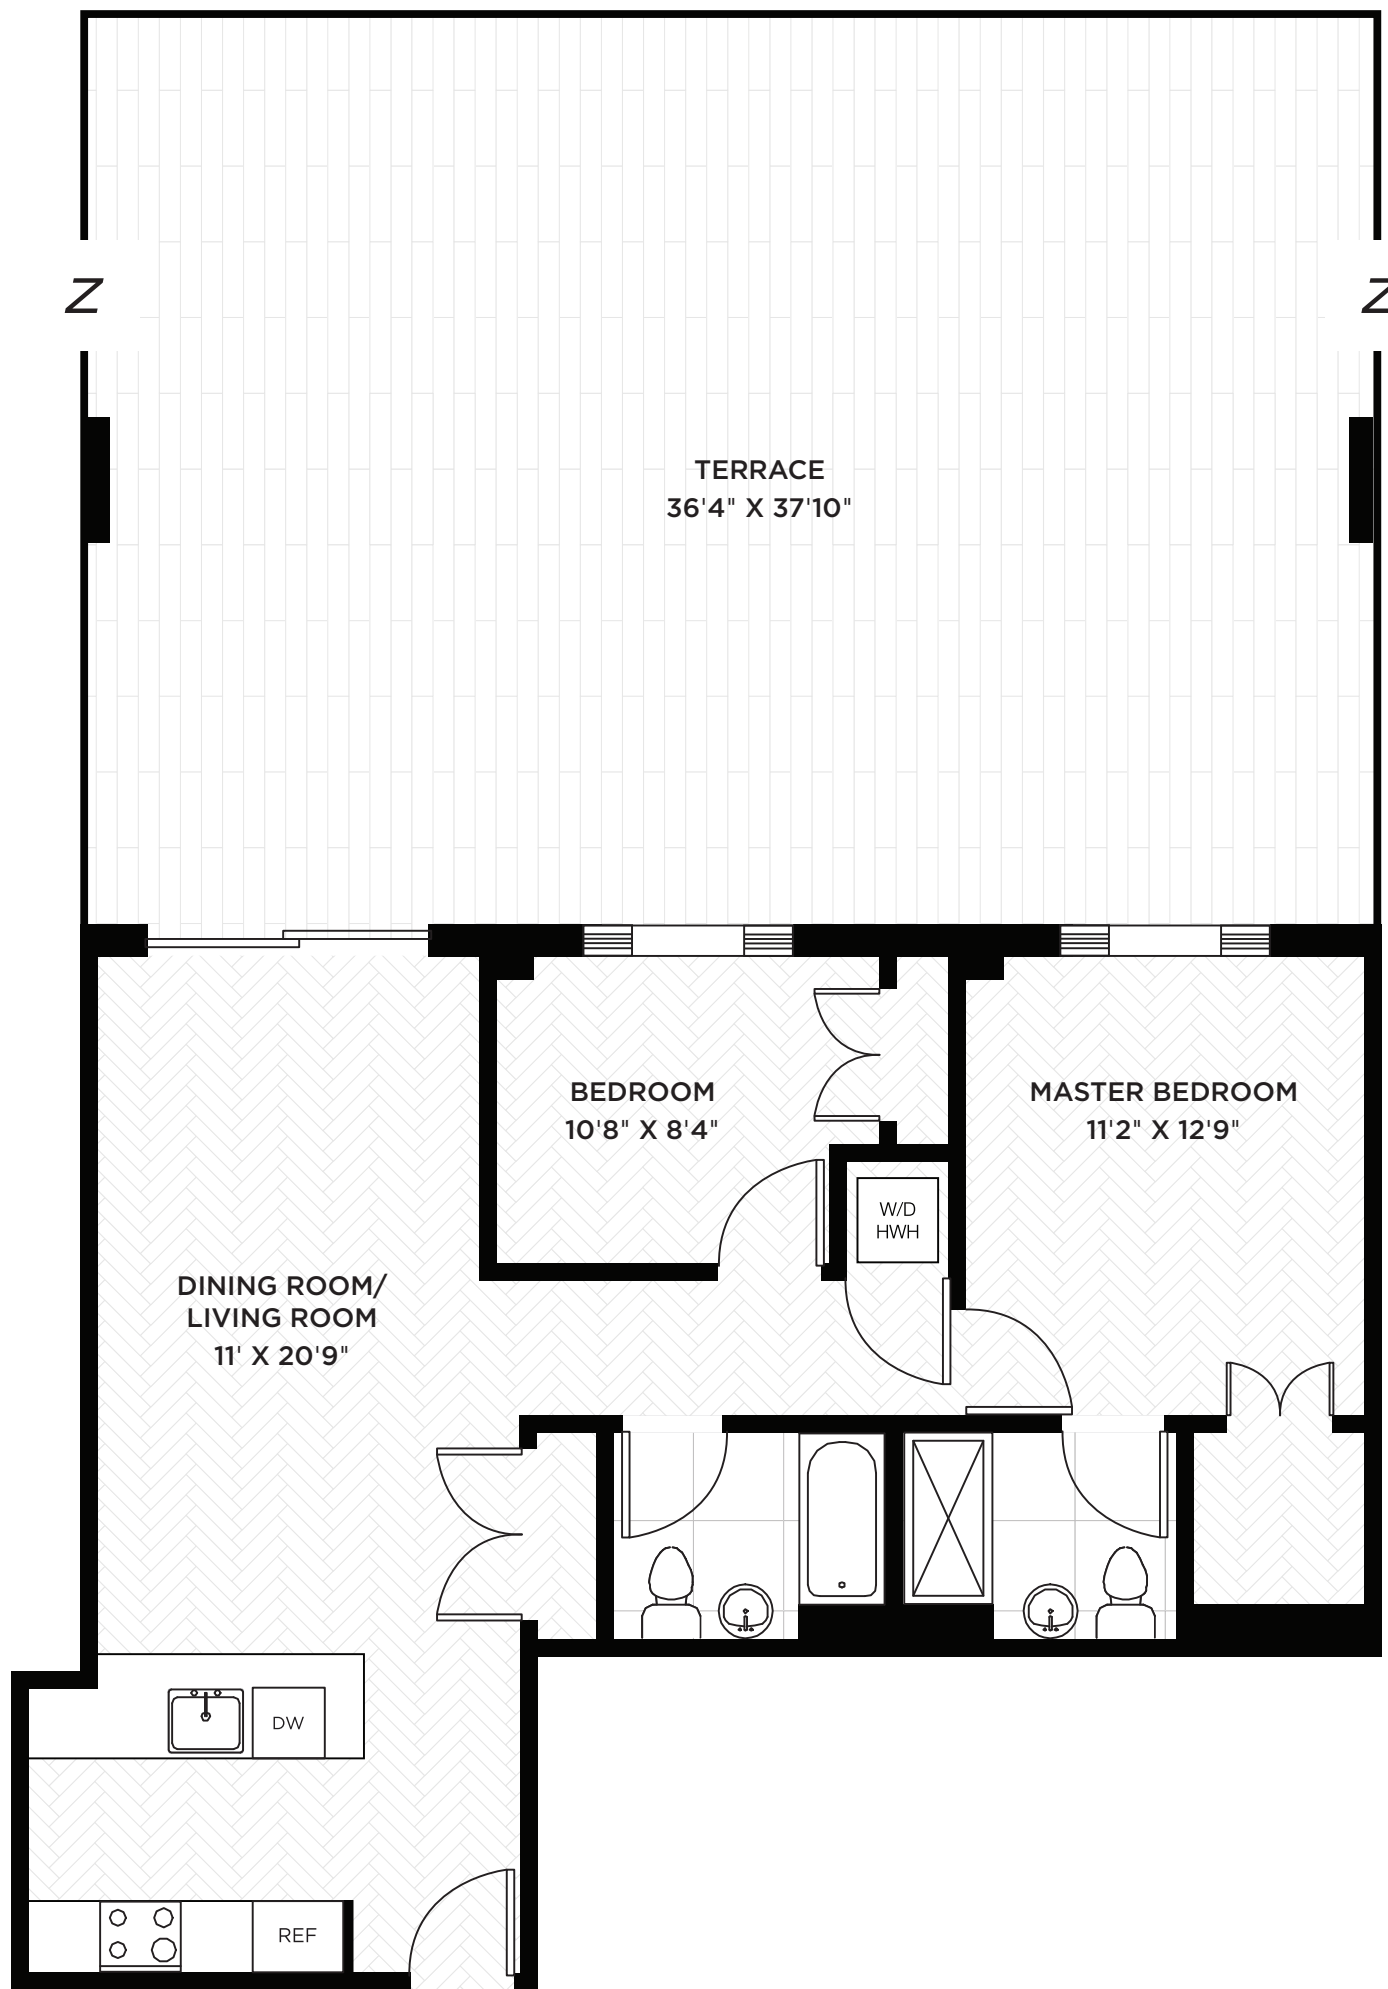 Z
Z
TERRACE
36'4" X 37'10"
BEDROOM
10'8" X 8'4"
MASTER BEDROOM
11'2" X 12'9"
W/D
HWH
DINING ROOM/
LIVING ROOM
11' X 20'9"
DW
REF